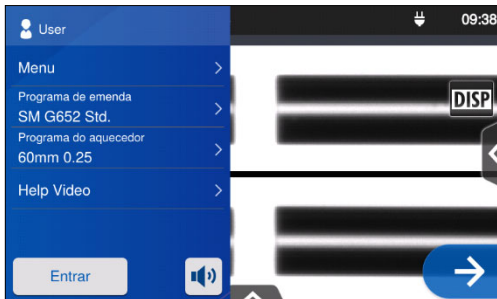 User
09:38
Menu
Programa de emenda
SM G652 Std.
Programa do aquecedor
60mm 0.25
Help Video
Entrar
DISP